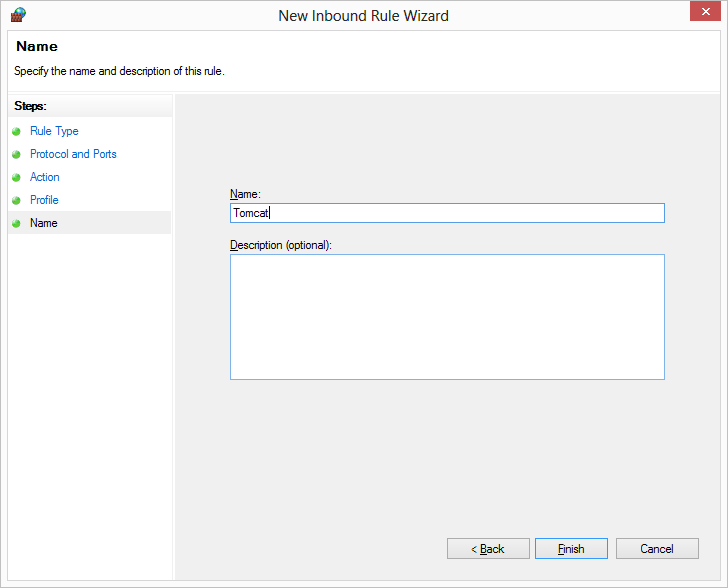 New Inbound Rule Wizard
Name
Specify the name and description of this rule.
Steps:
Rule Type
Protocol and Ports
Action
Profile
Name
Name:
Tomcat
Description (optional):
< Back
Finish
Cancel